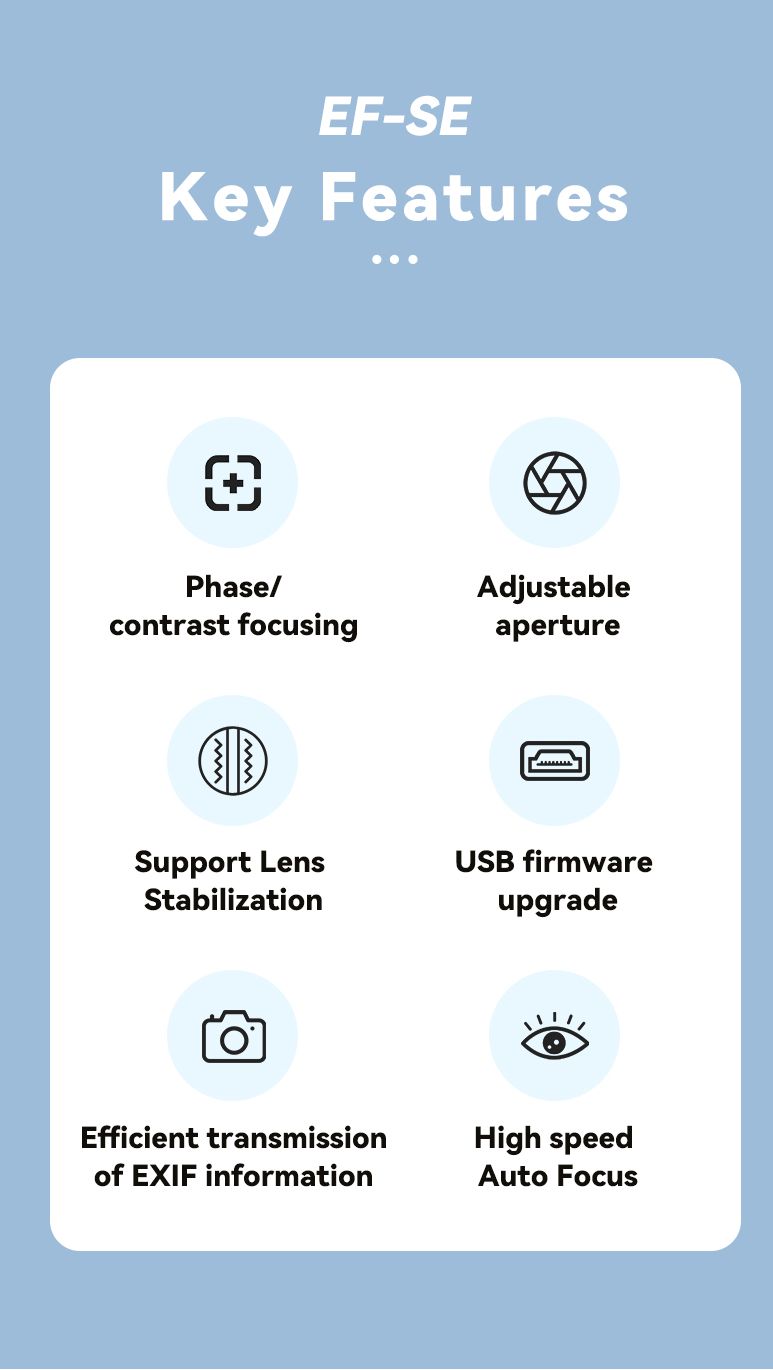 EF-SE
Key Features
Phase/
contrast focusing
Adjustable
aperture
Support Lens
Stabilization
USB firmware
upgrade
Efficient transmission
of EXIF information
High speed
Auto Focus